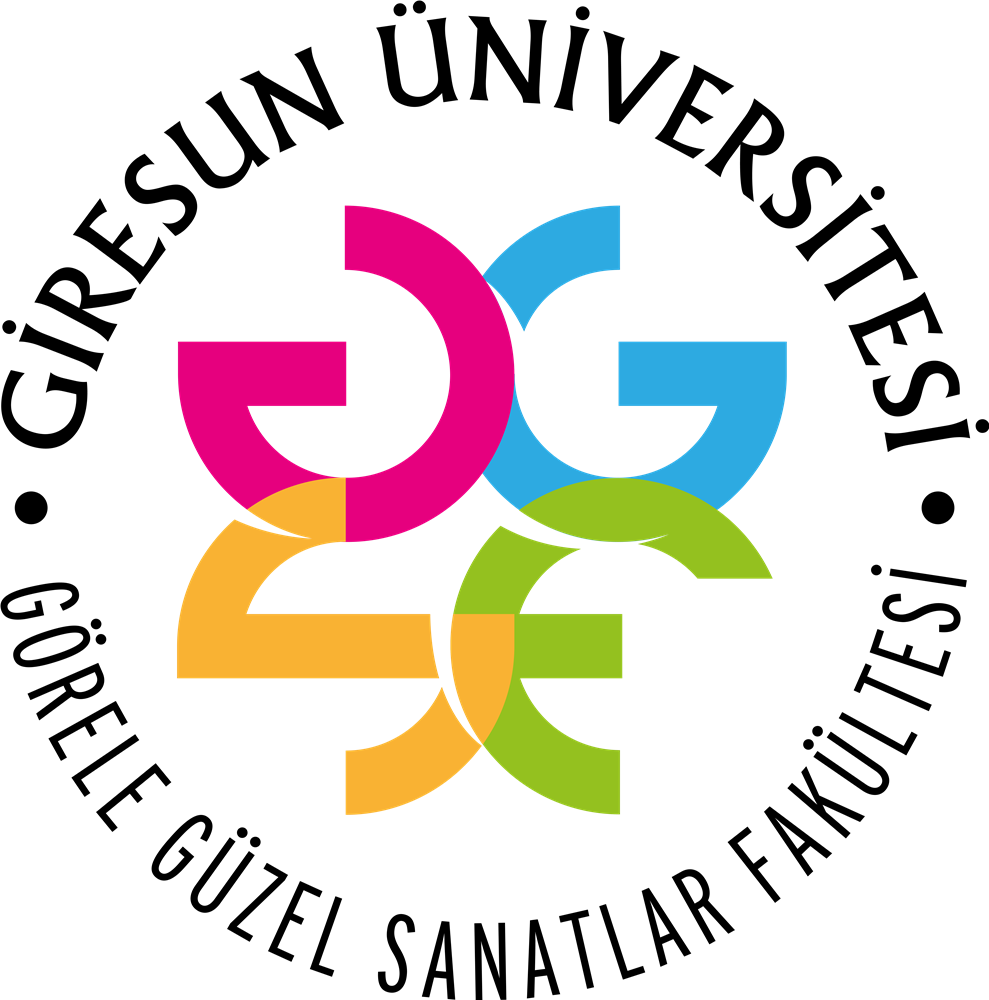 GİRESUN ÜNİVERSİTESİ
GÖRELE GÜZEL SANATLAR FAKÜLTESİ